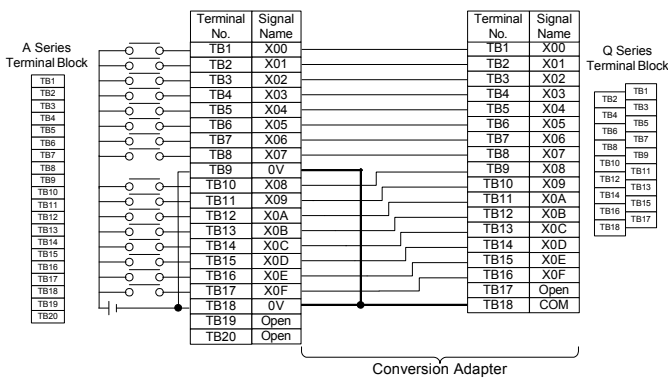 A Series
Terminal Block
TB1
TB2
TB3
TB4
TB5
TB6
TB7
TB8
TB9
TB10
TB11
TB12
TB13
TB14
TB15
TB16
TB17
TB18
TB19
TB20
Terminal No. Signal Name
TB1 X00
TB2 X01
TB3 X02
TB4 X03
TB5 X04
TB6 X05
TB7 X06
TB8 X07
TB9 0V
TB10 X08
TB11 X09
TB12 X0A
TB13 X0B
TB14 X0C
TB15 X0D
TB16 X0E
TB17 X0F
TB18 0V
TB19 Open
TB20 Open
Terminal No. Signal Name
TB1 X00
TB2 X01
TB3 X02
TB4 X03
TB5 X04
TB6 X05
TB7 X06
TB8 X07
TB9 X08
TB10 X09
TB11 X0A
TB12 X0B
TB13 X0C
TB14 X0D
TB15 X0E
TB16 X0F
TB17 Open
TB18 COM
Q Series
Terminal Block
TB1
TB2
TB3
TB4
TB5
TB6
TB7
TB8
TB9
TB10
TB11
TB12
TB13
TB14
TB15
TB16
TB17
TB18
Conversion Adapter